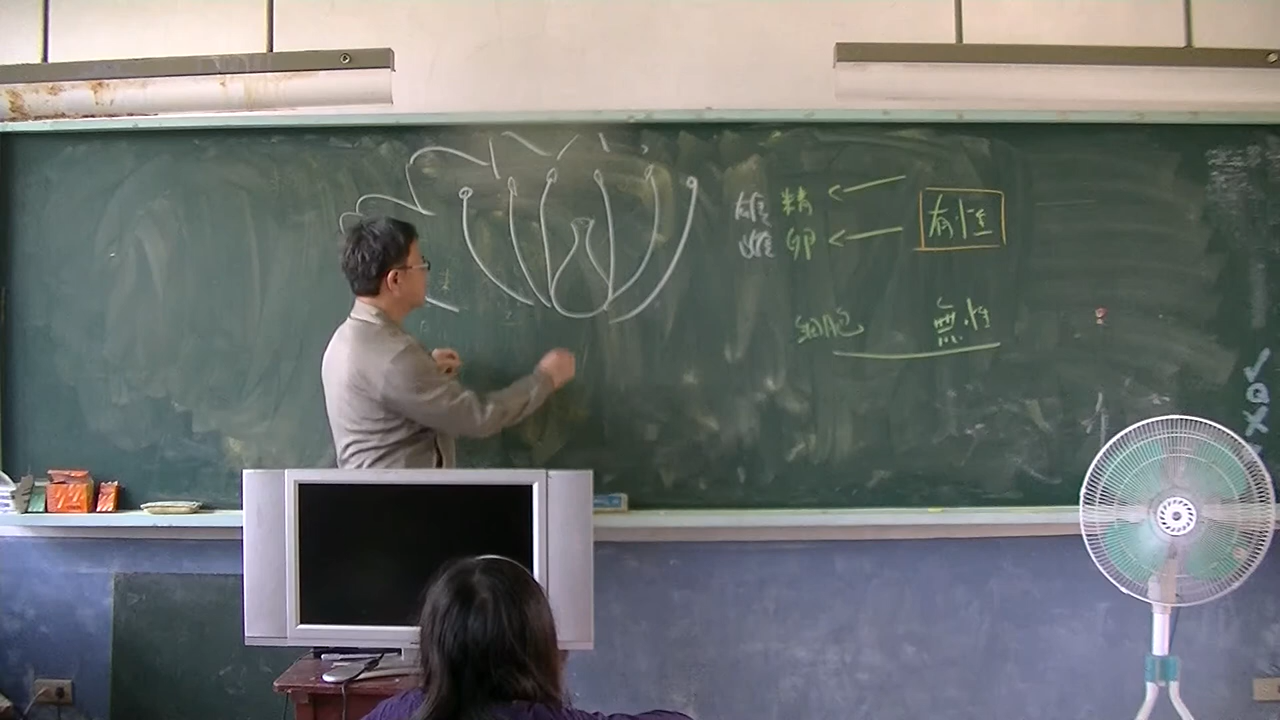 雄 精 有性
雌 卵
細胞 無性
✓
Q
X